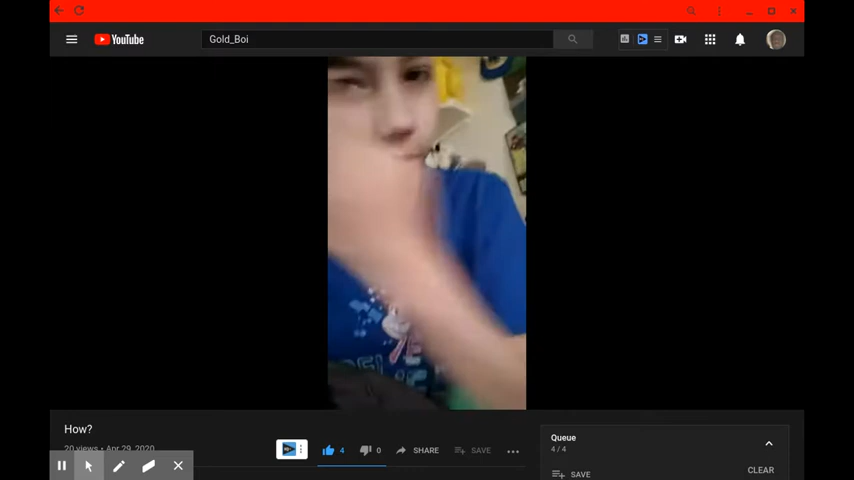 YouTube
Gold_Boi
How?
20 views • Apr 29, 2020
4
0
SHARE
SAVE
Queue
4 / 4
SAVE
CLEAR